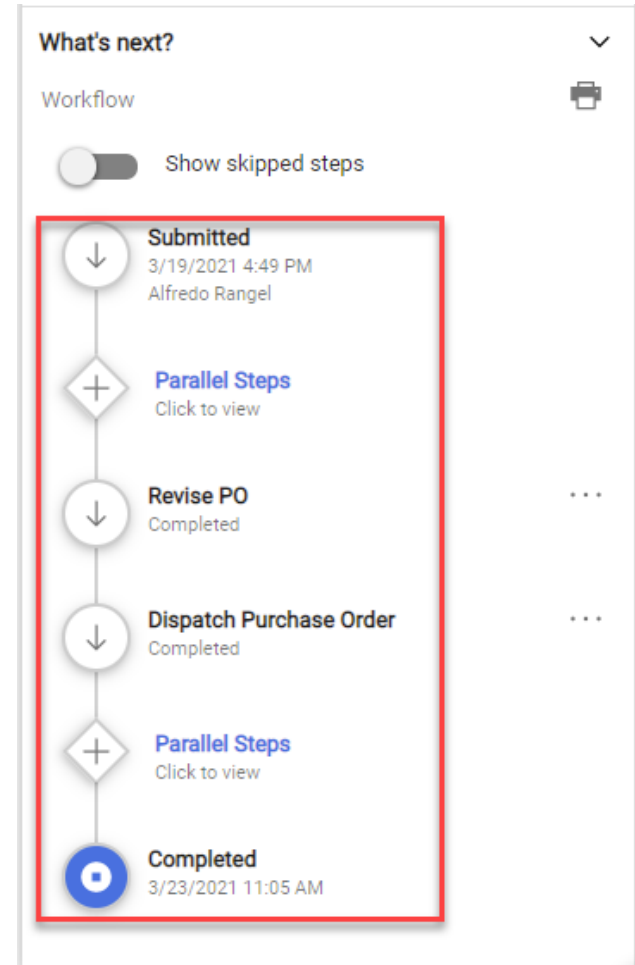 What's next?
Workflow
Show skipped steps
Submitted
3/19/2021 4:49 PM
Alfredo Rangel
Parallel Steps
Click to view
Revise PO
Completed
Dispatch Purchase Order
Completed
Parallel Steps
Click to view
Completed
3/23/2021 11:05 AM